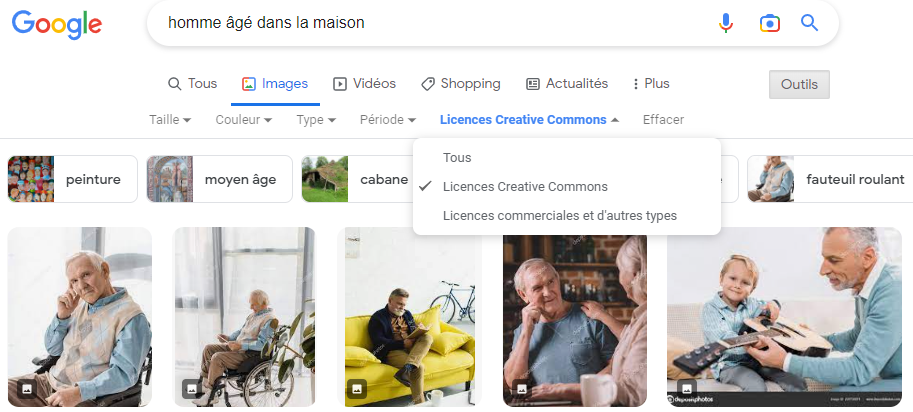 Google
homme âgé dans la maison
Tous Images Vidéos Shopping Actualités Plus Outils
Taille Couleur Type Période Licences Creative Commons Effacer
Tous
Licences Creative Commons
Licences commerciales et d'autres types
peinture moyen âge cabane fauteuil roulant
depositphotos